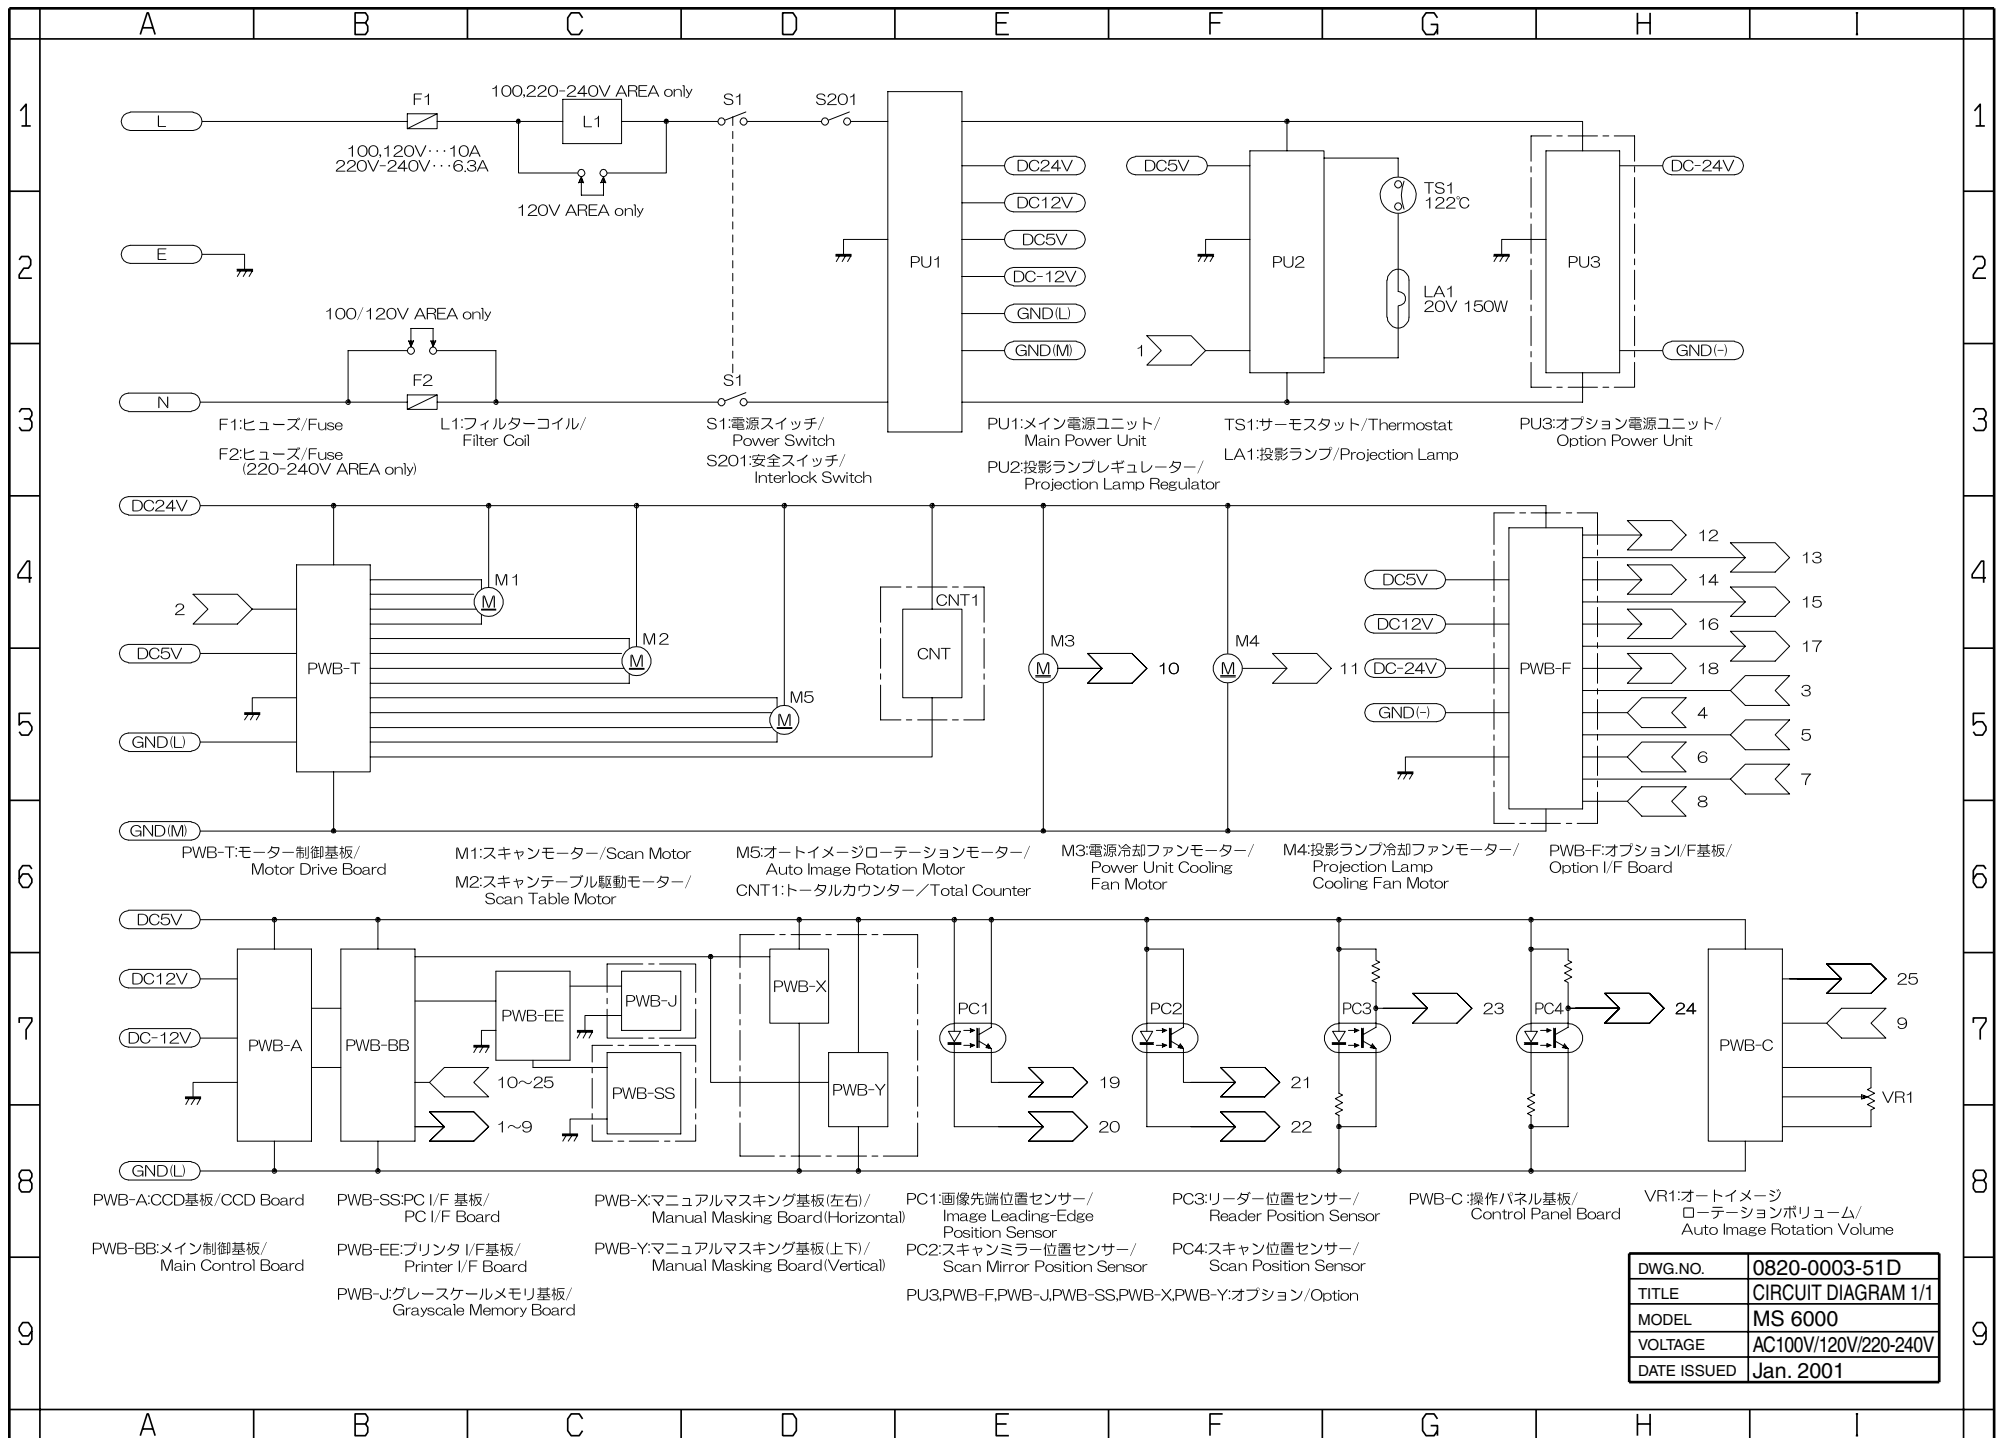 A B C D E F G H I
1 1
2 2
3 3
4 4
5 5
6 6
7 7
8 8
9 9
L
F1
100,120V···10A
220V-240V···6.3A
100,220-240V AREA only
L1
120V AREA only
S1
S201
E
100/120V AREA only
N
F2
S1
PU1
DC24V
DC12V
DC5V
DC-12V
GND(L)
GND(M)
DC5V
1
PU2
TS1
122℃
LA1
20V 150W
PU3
DC-24V
GND(-)
F1:ヒューズ/Fuse
F2:ヒューズ/Fuse
(220-240V AREA only)
L1:フィルターコイル/
Filter Coil
S1:電源スイッチ/
Power Switch
S201:安全スイッチ/
Interlock Switch
PU1:メイン電源ユニット/
Main Power Unit
PU2:投影ランプレギュレーター/
Projection Lamp Regulator
TS1:サーモスタット/Thermostat
LA1:投影ランプ/Projection Lamp
PU3:オプション電源ユニット/
Option Power Unit
DC24V
2
DC5V
GND(L)
GND(M)
PWB-T
M1
M
M2
M
M5
M
CNT1
CNT
M3
M
10
M4
M
11
DC5V
DC12V
DC-24V
GND(-)
PWB-F
12
13
14
15
16
17
18
3
4
5
6
7
8
PWB-T:モーター制御基板/
Motor Drive Board
M1:スキャンモーター/Scan Motor
M2:スキャンテーブル駆動モーター/
Scan Table Motor
M5:オートイメージローテーションモーター/
Auto Image Rotation Motor
CNT1:トータルカウンター／Total Counter
M3:電源冷却ファンモーター/
Power Unit Cooling
Fan Motor
M4:投影ランプ冷却ファンモーター/
Projection Lamp
Cooling Fan Motor
PWB-F:オプションI/F基板/
Option I/F Board
DC5V
DC12V
DC-12V
GND(L)
PWB-A
PWB-BB
10～25
1～9
PWB-EE
PWB-J
PWB-SS
PWB-X
PWB-Y
PC1
19
20
PC2
21
22
PC3
23
PC4
24
PWB-C
25
9
VR1
PWB-A:CCD基板/CCD Board
PWB-BB:メイン制御基板/
Main Control Board
PWB-SS:PC I/F 基板/
PC I/F Board
PWB-EE:プリンタ I/F基板/
Printer I/F Board
PWB-J:グレースケールメモリ基板/
Grayscale Memory Board
PWB-X:マニュアルマスキング基板(左右)/
Manual Masking Board(Horizontal)
PWB-Y:マニュアルマスキング基板(上下)/
Manual Masking Board(Vertical)
PC1:画像先端位置センサー/
Image Leading-Edge
Position Sensor
PC2:スキャンミラー位置センサー/
Scan Mirror Position Sensor
PC3:リーダー位置センサー/
Reader Position Sensor
PC4:スキャン位置センサー/
Scan Position Sensor
PWB-C :操作パネル基板/
Control Panel Board
VR1:オートイメージ
ローテーションボリューム/
Auto Image Rotation Volume
PU3,PWB-F,PWB-J,PWB-SS,PWB-X,PWB-Y:オプション/Option
DWG.NO. 0820-0003-51D
TITLE CIRCUIT DIAGRAM 1/1
MODEL MS 6000
VOLTAGE AC100V/120V/220-240V
DATE ISSUED Jan. 2001
A B C D E F G H I